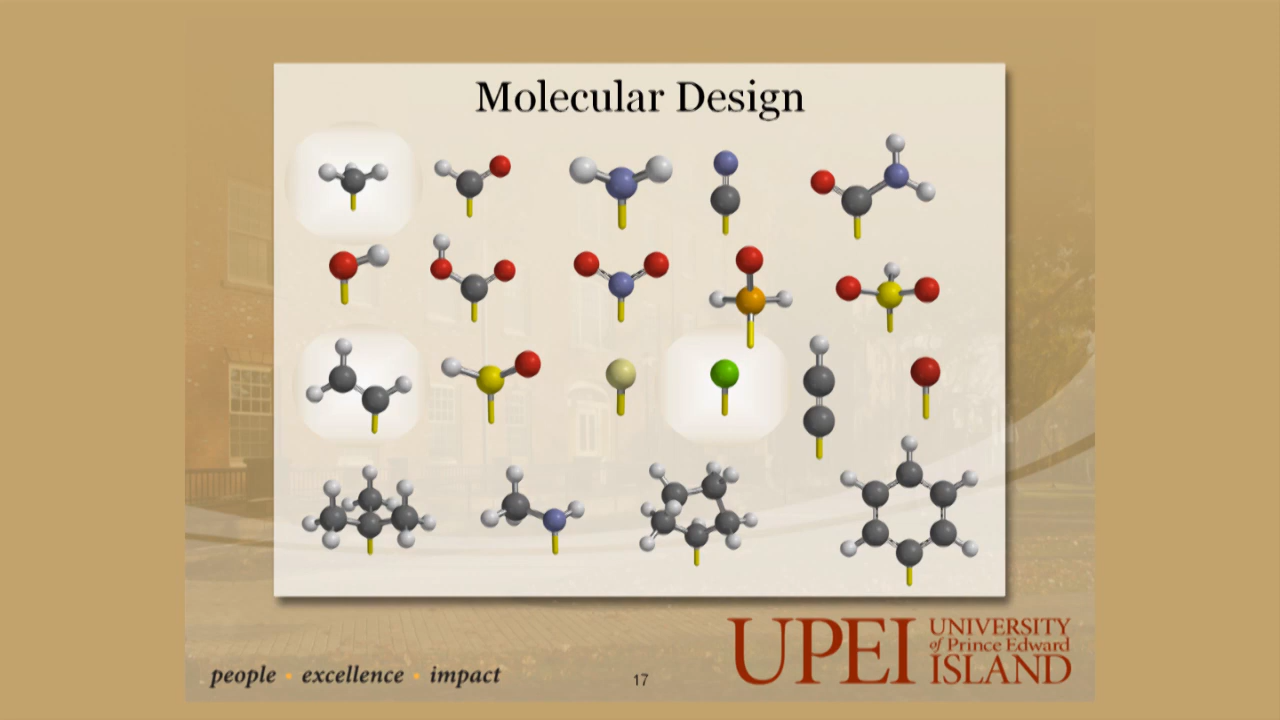 Molecular Design
people • excellence • impact
17
UPEI
UNIVERSITY
of Prince Edward
ISLAND